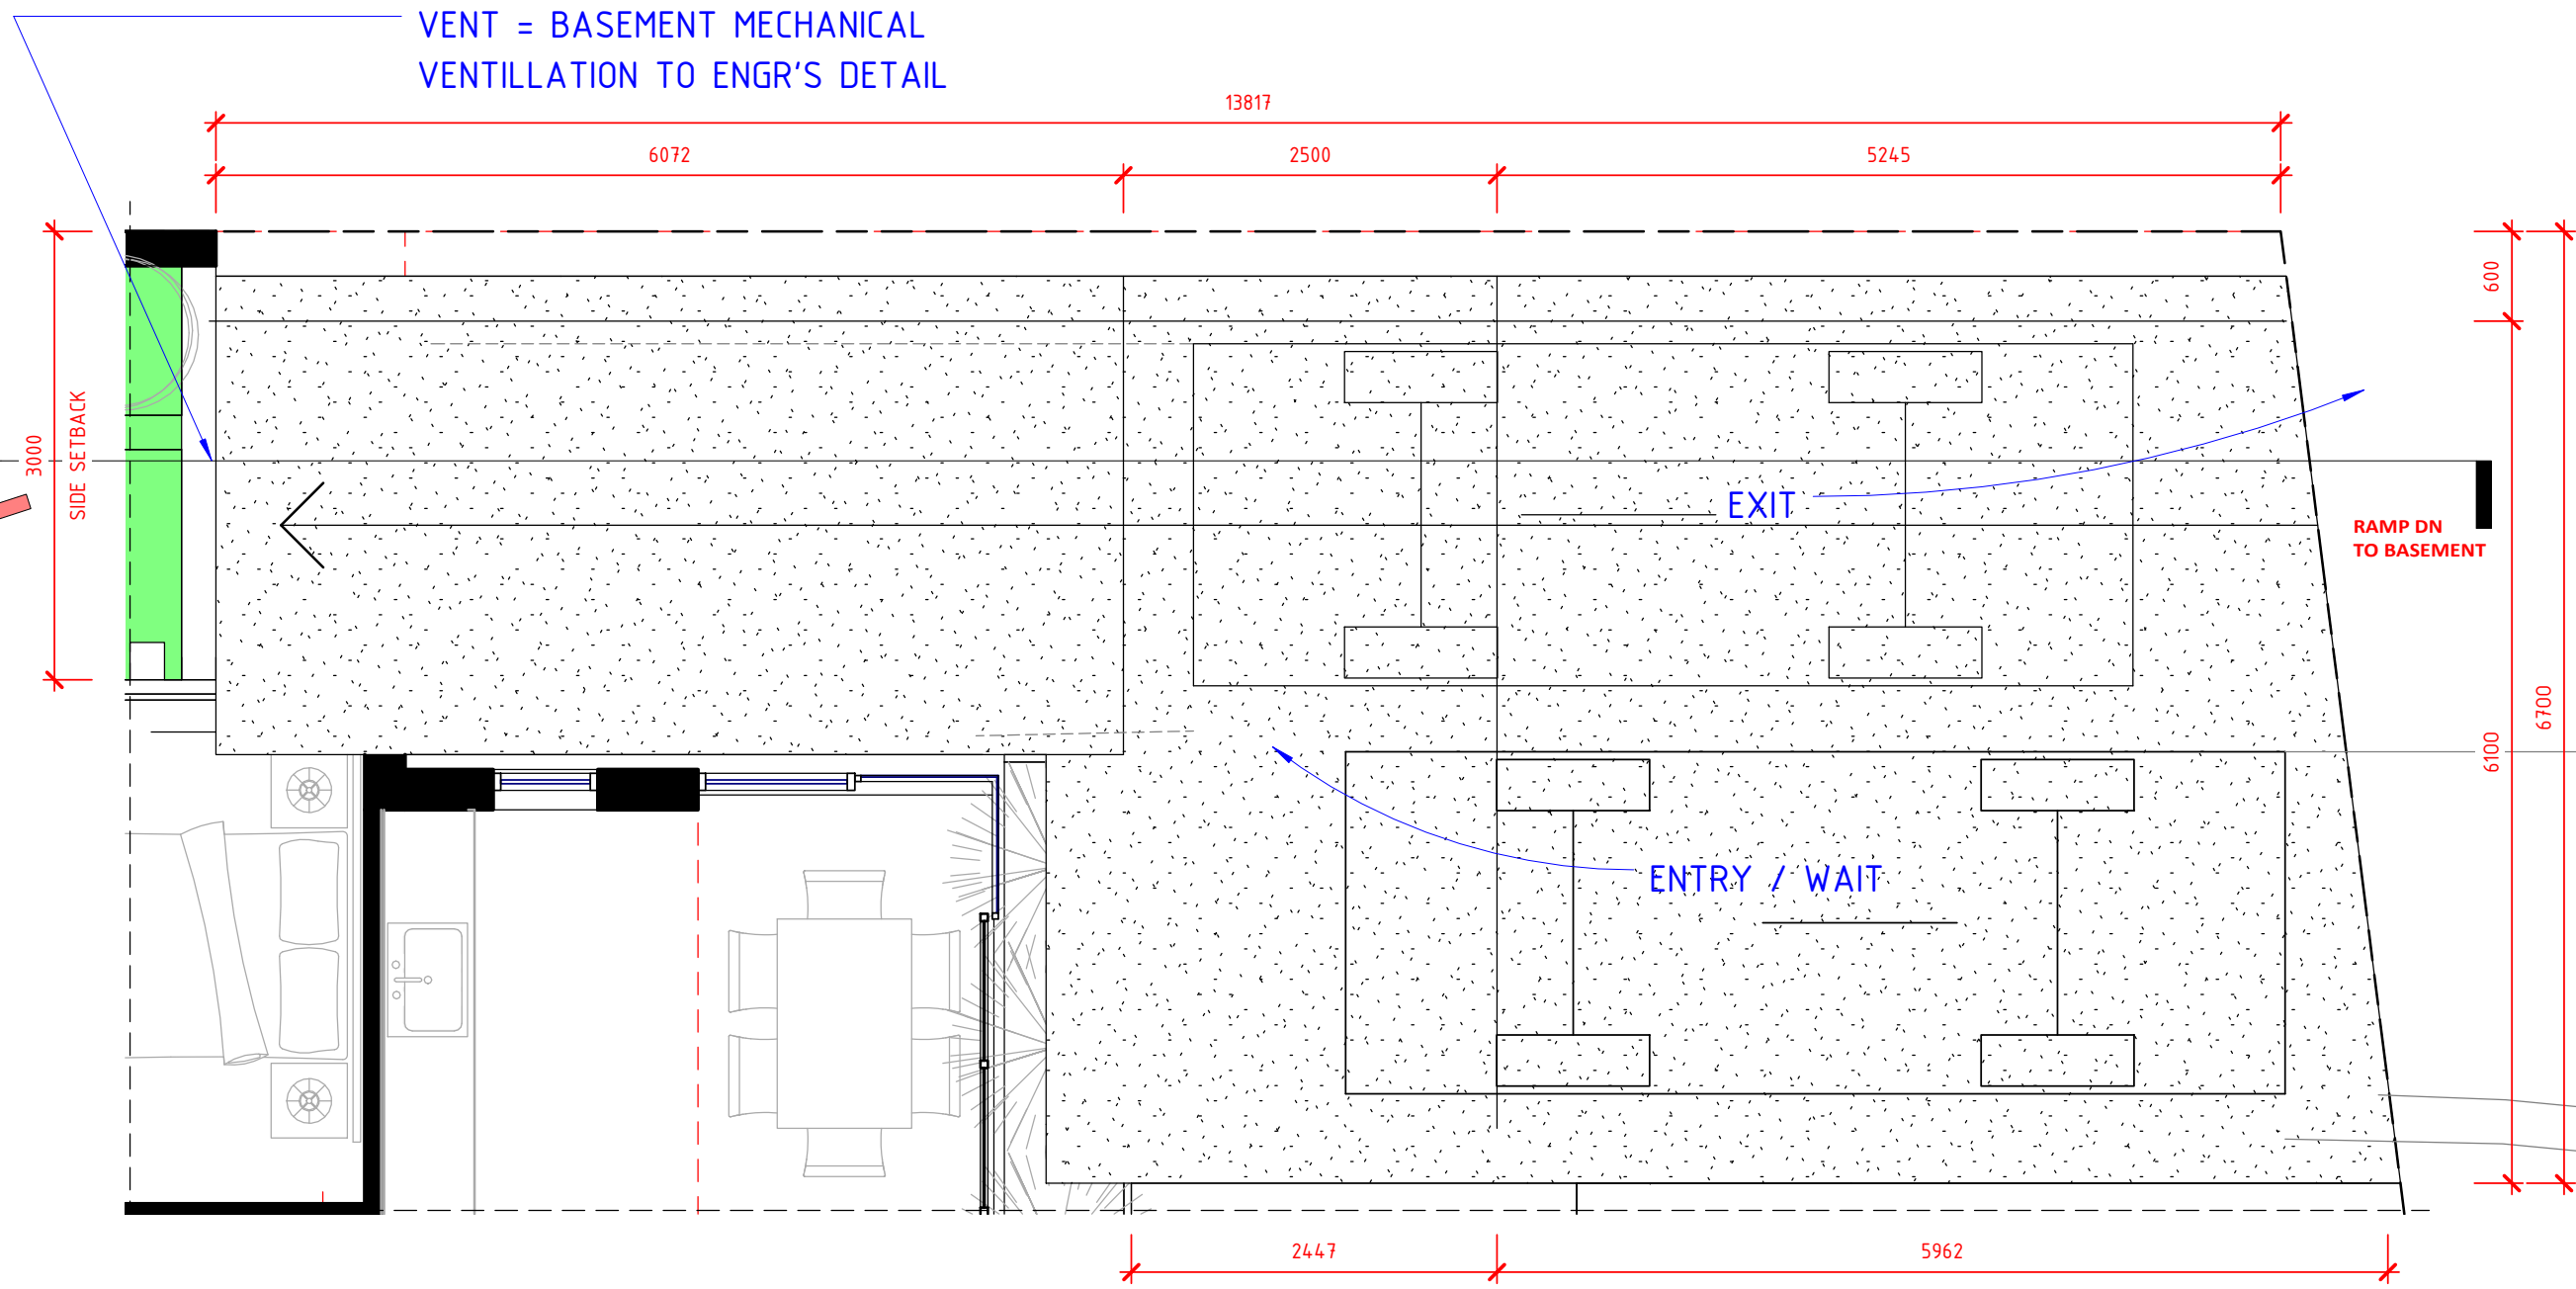 VENT = BASEMENT MECHANICAL
VENTILLATION TO ENGR'S DETAIL
13817
6072
2500
5245
3000
SIDE SETBACK
600
EXIT
RAMP DN
TO BASEMENT
6700
6100
ENTRY / WAIT
2447
5962